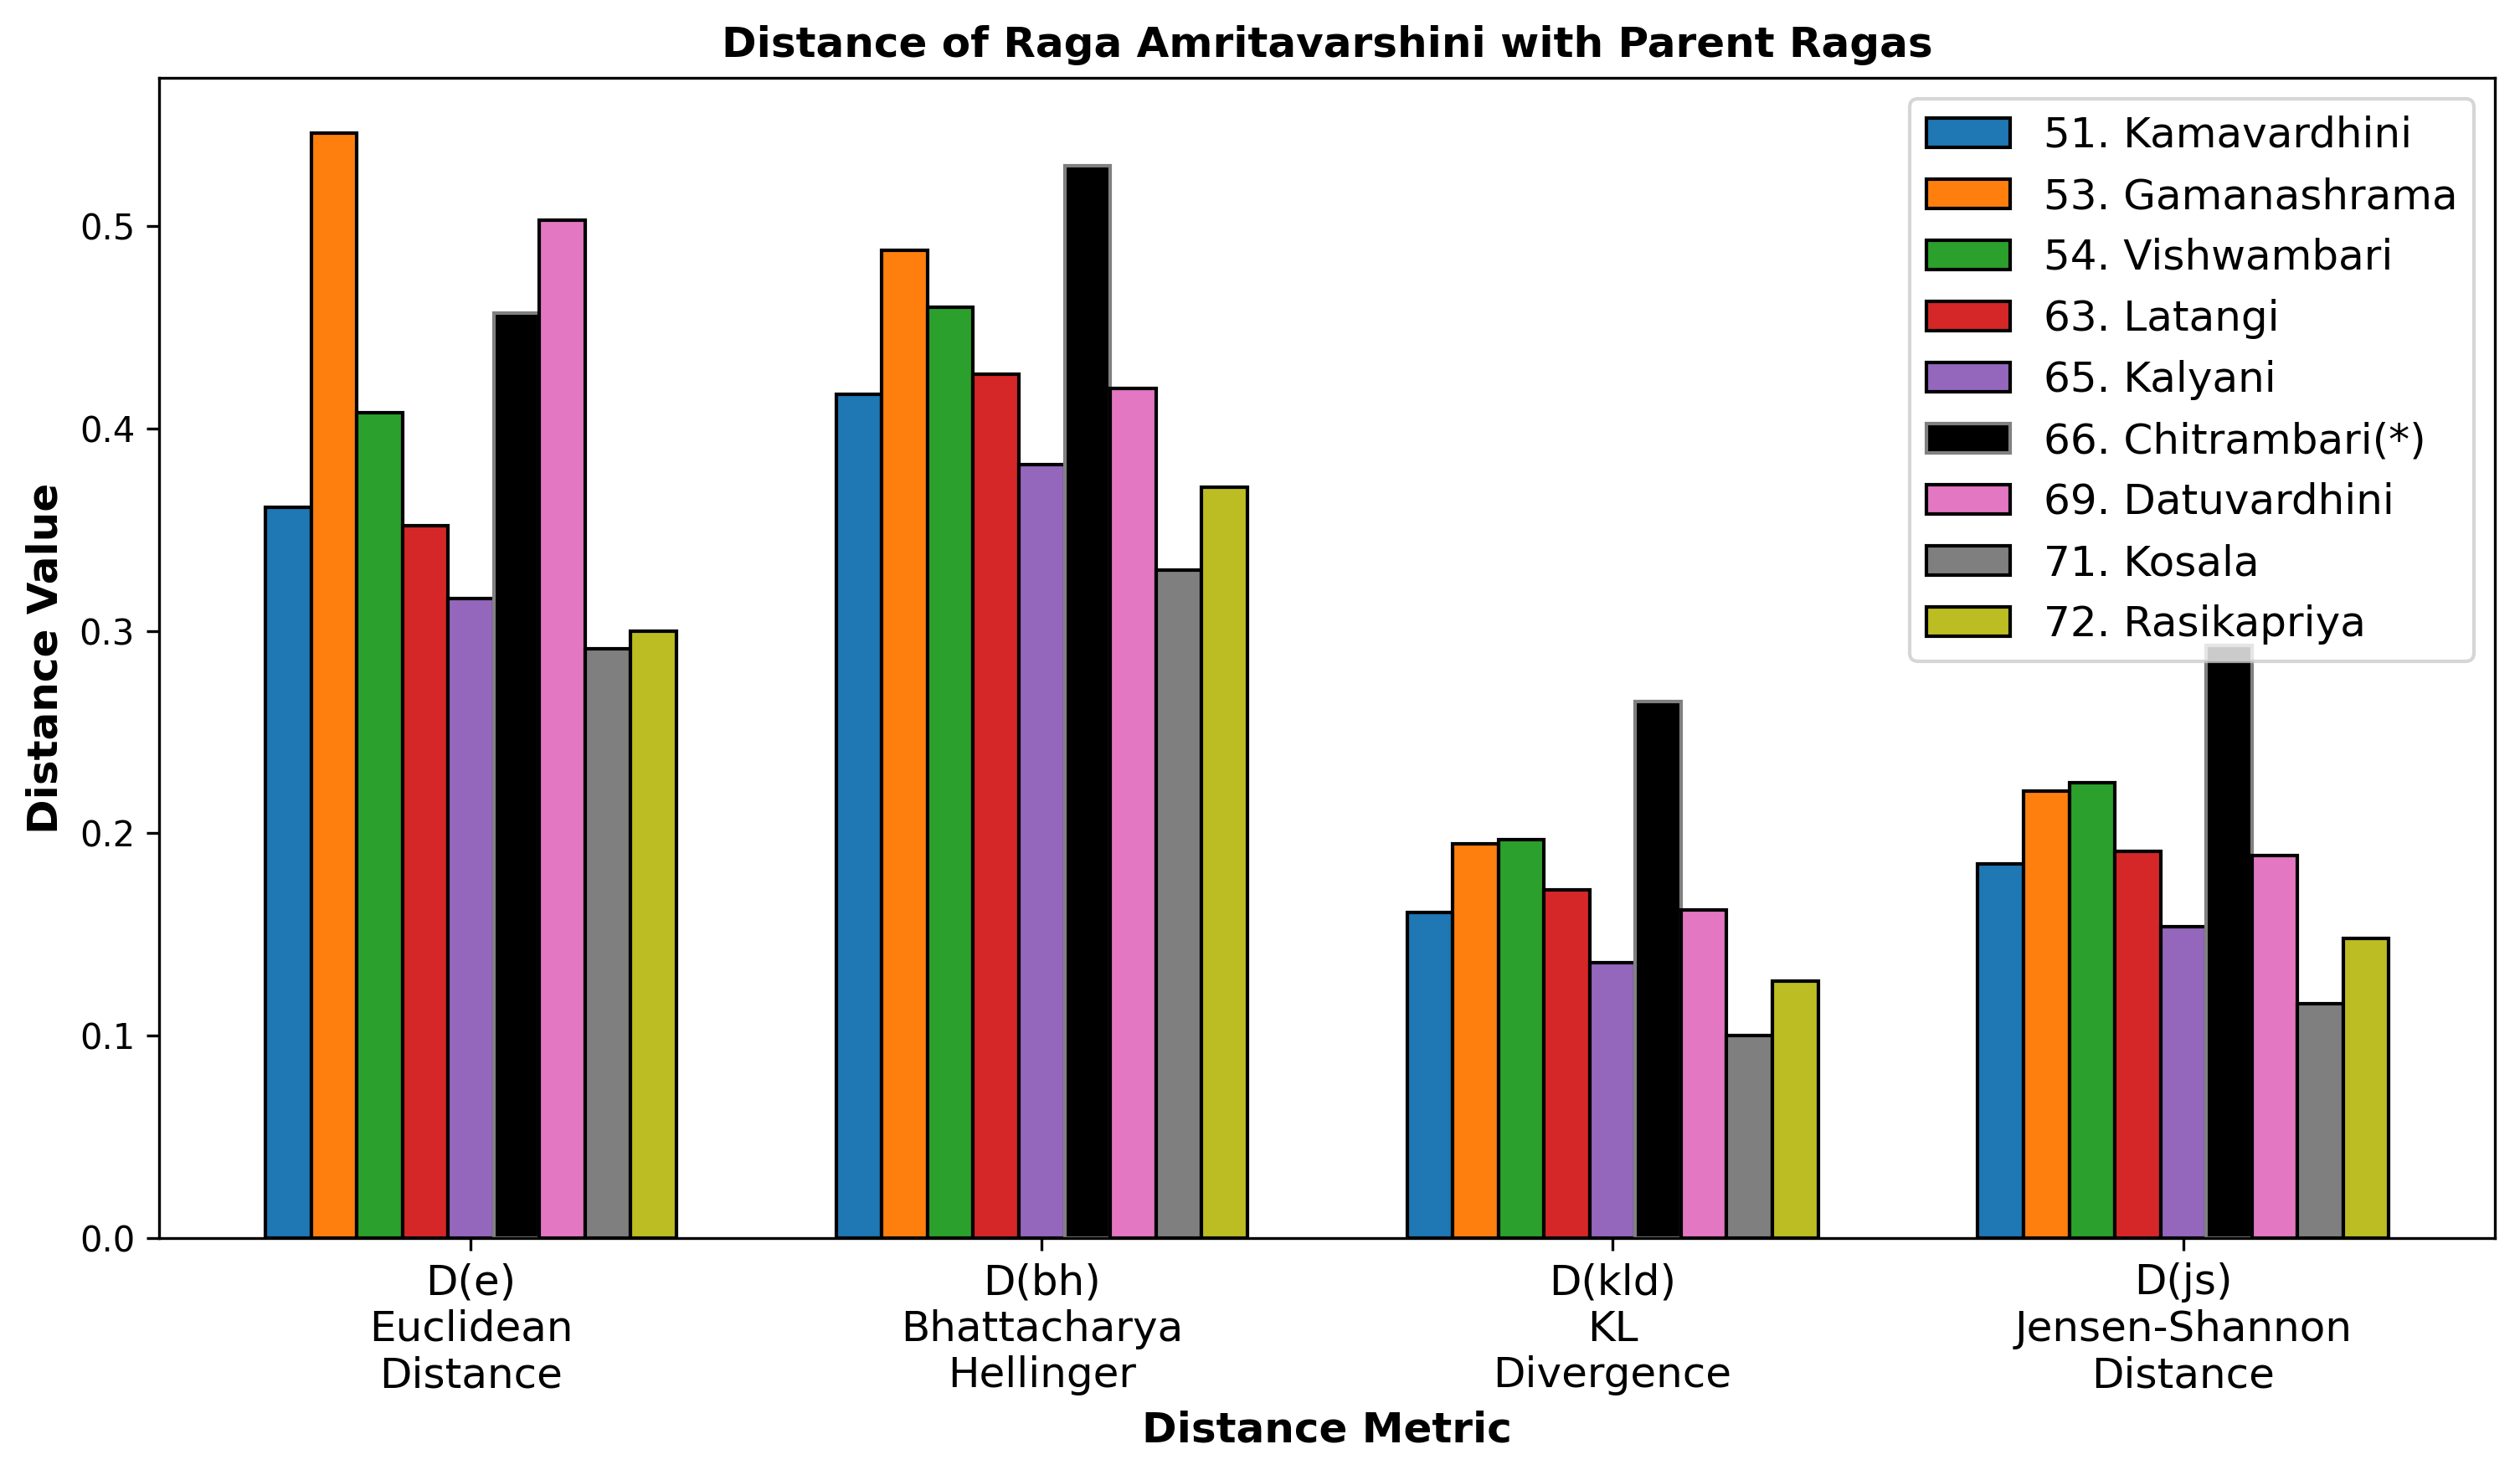 Distance of Raga Amritavarshini with Parent Ragas
Distance Value
0.5
0.4
0.3
0.2
0.1
0.0
51. Kamavardhini
53. Gamanashrama
54. Vishwambari
63. Latangi
65. Kalyani
66. Chitrambari(*)
69. Datuvardhini
71. Kosala
72. Rasikapriya
D(e)
Euclidean
Distance
D(bh)
Bhattacharya
Hellinger
D(kld)
KL
Divergence
D(js)
Jensen-Shannon
Distance
Distance Metric